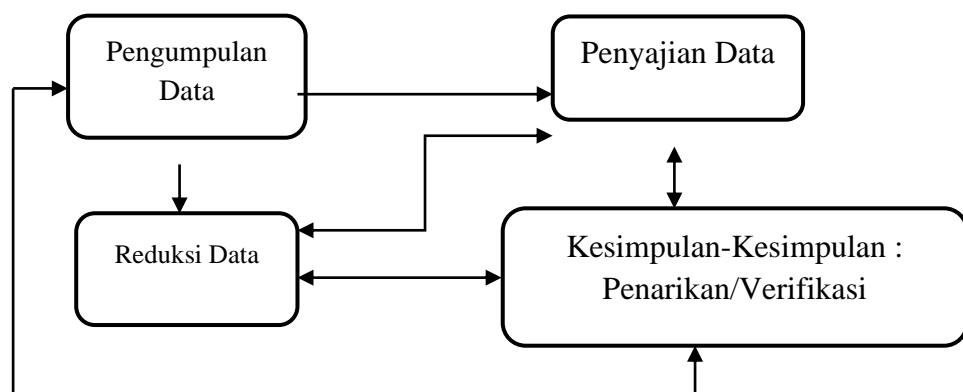 Pengumpulan
Data
Penyajian Data
Reduksi Data
Kesimpulan-Kesimpulan :
Penarikan/Verifikasi